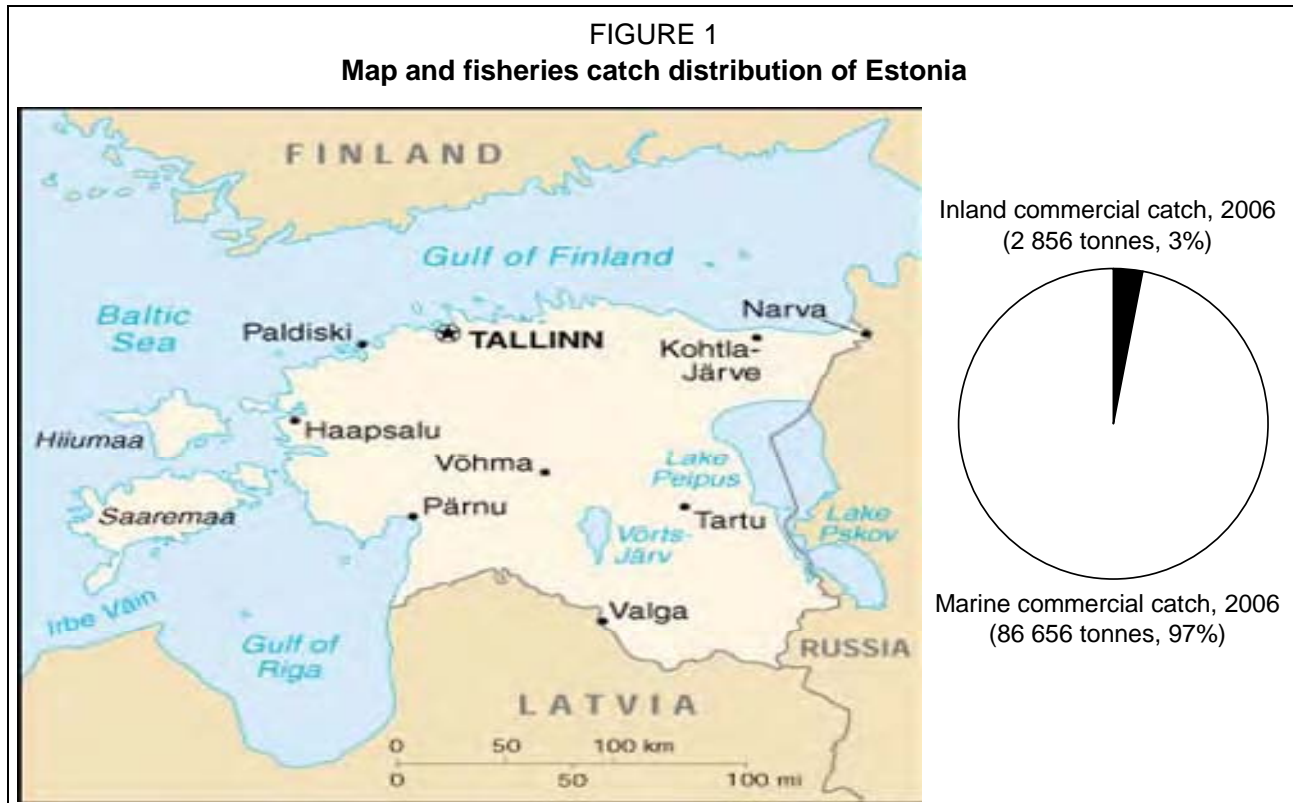 FIGURE 1
Map and fisheries catch distribution of Estonia
FINLAND
Gulf of Finland
Baltic
Sea
Paldiski
TALLINN
Narva
Kohtla-
Järve
Hiiumaa
Haapsalu
Võhma
Lake
Peipus
Saaremaa
Pärnu
Võrts-
Järv
Tartu
Lake
Pskov
Irbe Väin
Gulf of
Riga
Valga
RUSSIA
LATVIA
0 50 100 km
0 50 100 mi
Inland commercial catch, 2006
(2 856 tonnes, 3%)
Marine commercial catch, 2006
(86 656 tonnes, 97%)